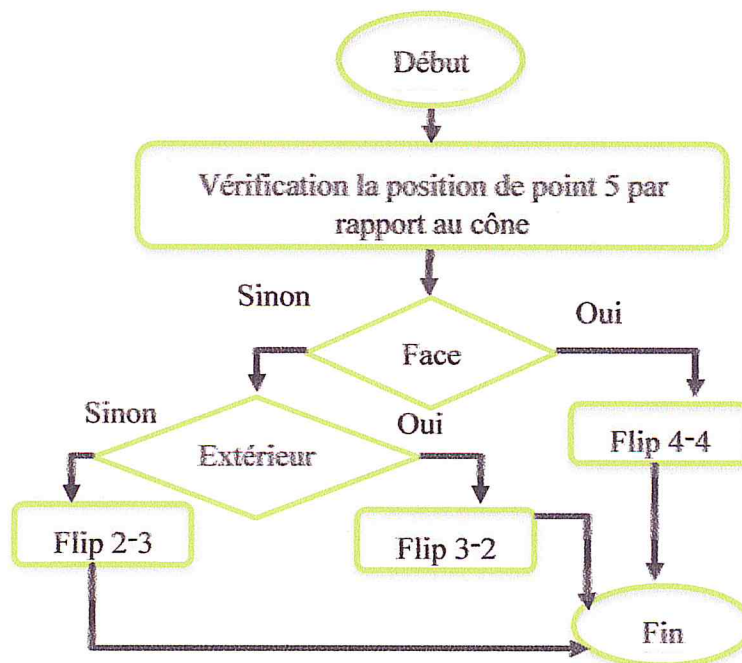 Début
Vérification la position de point 5 par
rapport au cône
Sinon
Oui
Face
Sinon
Oui
Extérieur
Flip 4-4
Flip 2-3
Flip 3-2
Fin